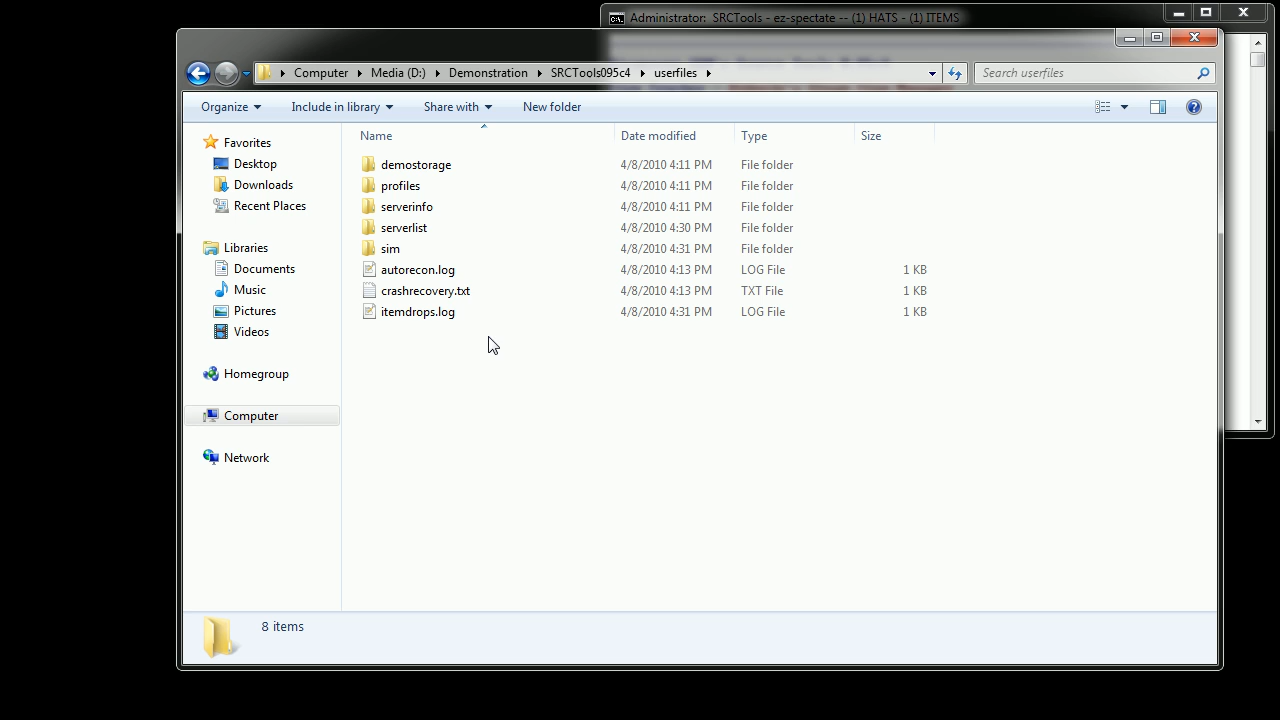 Administrator: SRCTools - ez-spectate -- (1) HATS - (1) ITEMS
Computer Media (D:) Demonstration SRCTools095c4 userfiles
Search userfiles
Organize Include in library Share with New folder
Name Date modified Type Size
Favorites
Desktop
Downloads
Recent Places
Libraries
Documents
Music
Pictures
Videos
Homegroup
Computer
Network
demostorage 4/8/2010 4:11 PM File folder
profiles 4/8/2010 4:11 PM File folder
serverinfo 4/8/2010 4:11 PM File folder
serverlist 4/8/2010 4:30 PM File folder
sim 4/8/2010 4:31 PM File folder
autorecon.log 4/8/2010 4:13 PM LOG File 1 KB
crashrecovery.txt 4/8/2010 4:13 PM TXT File 1 KB
itemdrops.log 4/8/2010 4:31 PM LOG File 1 KB
8 items